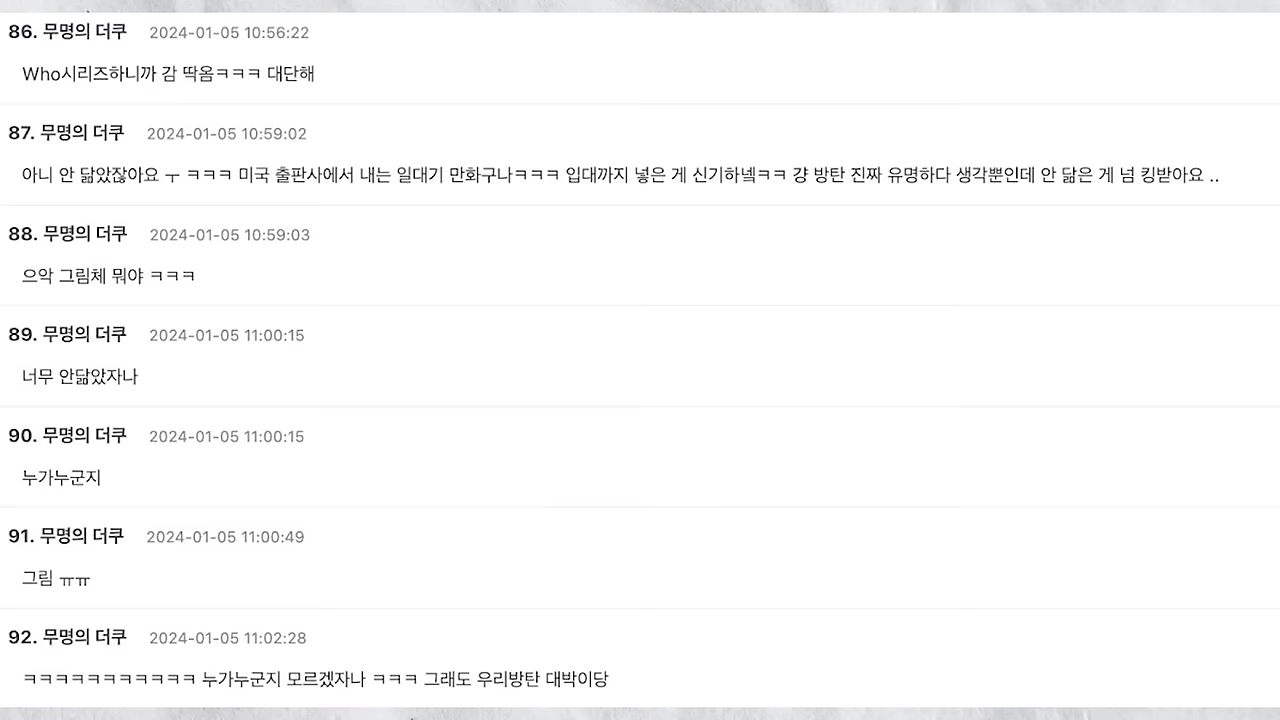 86. 무명의 더쿠 2024-01-05 10:56:22
Who시리즈하니까 감 딱옴ㅋㅋㅋ 대단해
87. 무명의 더쿠 2024-01-05 10:59:02
아니 안 닮았잖아요 ㅜ ㅋㅋㅋ 미국 출판사에서 내는 일대기 만화구나ㅋㅋㅋ 입대까지 넣은 게 신기하넼ㅋㅋ 걍 방탄 진짜 유명하다 생각뿐인데 안 닮은 게 넘 킹받아요 ..
88. 무명의 더쿠 2024-01-05 10:59:03
으악 그림체 뭐야 ㅋㅋㅋ
89. 무명의 더쿠 2024-01-05 11:00:15
너무 안닮았자나
90. 무명의 더쿠 2024-01-05 11:00:15
누가누군지
91. 무명의 더쿠 2024-01-05 11:00:49
그림 ㅠㅠ
92. 무명의 더쿠 2024-01-05 11:02:28
ㅋㅋㅋㅋㅋㅋㅋㅋㅋㅋㅋ 누가누군지 모르겠자나 ㅋㅋㅋ 그래도 우리방탄 대박이당